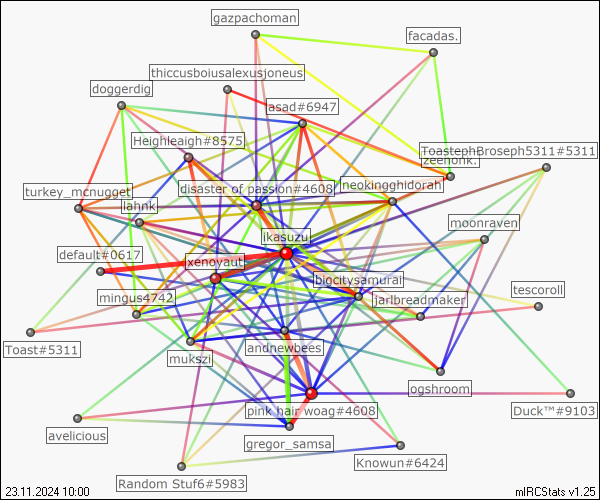 gazpachoman
facadas.
thiccusboiusalexusjoneus
doggerdig
asad#6947
Heighleaigh#8575
ToastephBroseph5311#5311
zeenonk.
disaster of passion#4608
neokingghidorah
turkey_mcnugget
lahnk
moonraven
ikasuzu
default#0617
xenoyaut
biocitysamurai
tescoroll
mingus4742
jarlbreadmaker
Toast#5311
mukszi
andnewbees
ogshroom
pink hair woag#4608
Duck™#9103
avelicious
gregor_samsa
Knowun#6424
Random Stuf6#5983
23.11.2024 10:00
mIRCStats v1.25